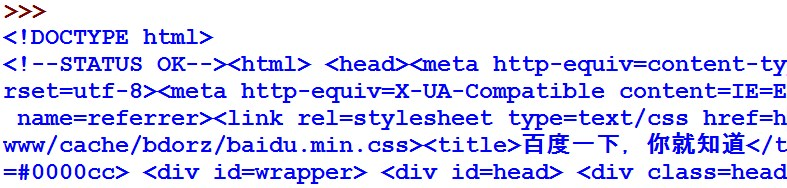 >>>
<!DOCTYPE html>
<!--STATUS OK--><html> <head><meta http-equiv=content-ty
rset=utf-8><meta http-equiv=X-UA-Compatible content=IE=E
name=referrer><link rel=stylesheet type=text/css href=h
www/cache/bdorz/baidu.min.css><title>百度一下，你就知道</t
=#0000cc> <div id=wrapper> <div id=head> <div class=head